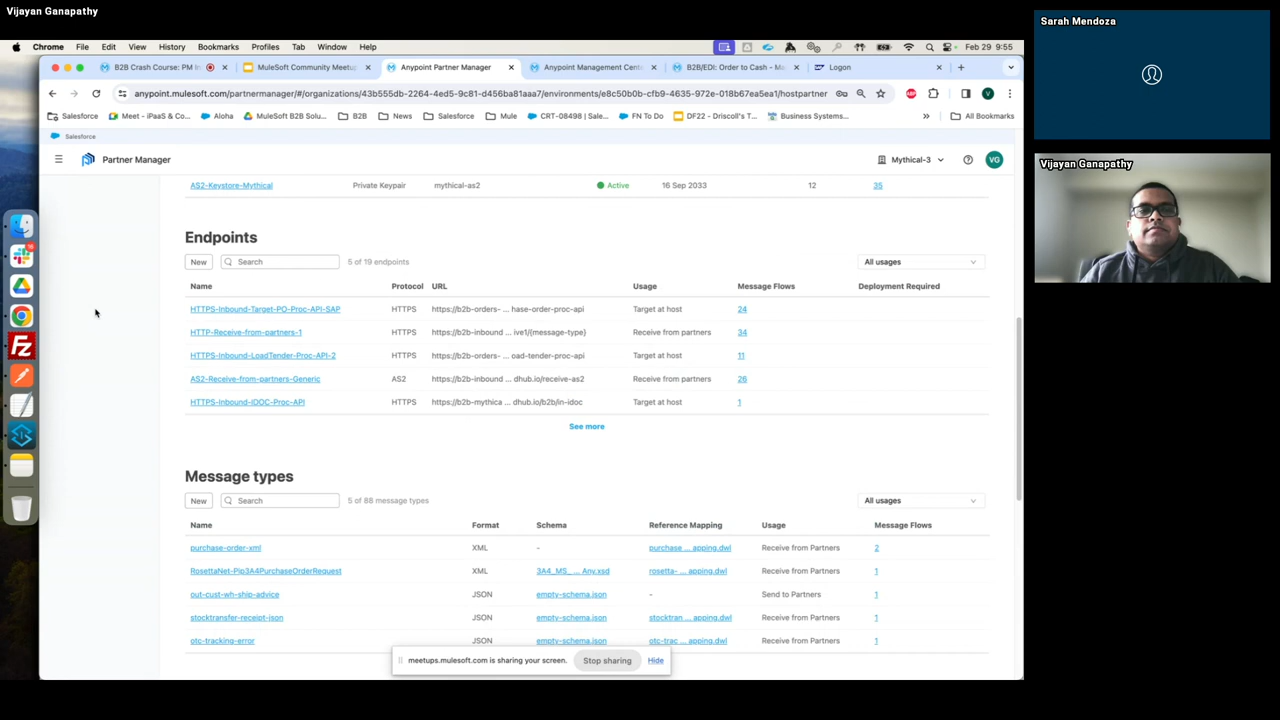 Vijayan Ganapathy
Sarah Mendoza
Vijayan Ganapathy
Chrome File Edit View History Bookmarks Profiles Tab Window Help Feb 29 9:55
B2B Crash Course: PM In MuleSoft Community Meetu Anypoint Partner Manager Anypoint Management Cent B2B/EDI: Order to Cash - Mo Logon
anypoint.mulesoft.com/partnermanager/#/organizations/43b555db-2264-4ed5-9c81-d456ba81aaa7/environments/e8c50b0b-cfb9-4635-972e-018b67ea5ea1/hostpartner
Salesforce Meet - iPaaS & Co... Aloha MuleSoft B2B Solu... B2B News Salesforce CRT-08498 | Sale... FN To Do DF22 - Driscoll's T... Business Systems... » All Bookmarks
Salesforce
Partner Manager Mythical-3 VG
AS2-Keystore-Mythical Private Keypair mythical-as2 Active 16 Sep 2033 12 35
Endpoints
New Search 5 of 19 endpoints All usages
Name Protocol URL Usage Message Flows Deployment Required
HTTPS-Inbound-Target-PO-Proc-API-SAP HTTPS https://b2b-orders- ... hase-order-proc-api Target at host 24
HTTP-Receive-from-partners-1 HTTPS https://b2b-inbound ... ive1/{message-type} Receive from partners 34
HTTPS-Inbound-LoadTender-Proc-API-2 HTTPS https://b2b-orders- ... oad-tender-proc-api Target at host 11
AS2-Receive-from-partners-Generic AS2 https://b2b-inbound ... dhub.io/receive-as2 Receive from partners 26
HTTPS-Inbound-IDOC-Proc-API HTTPS https://b2b-mythica ... dhub.io/b2b/in-idoc Target at host 1
See more
Message types
New Search 5 of 88 message types All usages
Name Format Schema Reference Mapping Usage Message Flows
purchase-order-xml XML - purchase ... apping.dwl Receive from Partners 2
RosettaNet-Pip3A4PurchaseOrderRequest XML 3A4_MS_ ... Any.xsd rosetta- ... apping.dwl Receive from Partners 1
out-cust-wh-ship-advice JSON empty-schema.json - Send to Partners 1
stocktransfer-receipt-json JSON empty-schema.json stocktran ... apping.dwl Receive from Partners 1
otc-tracking-error JSON empty-schema.json otc-trac ... apping.dwl Receive from Partners 1
meetups.mulesoft.com is sharing your screen. Stop sharing Hide